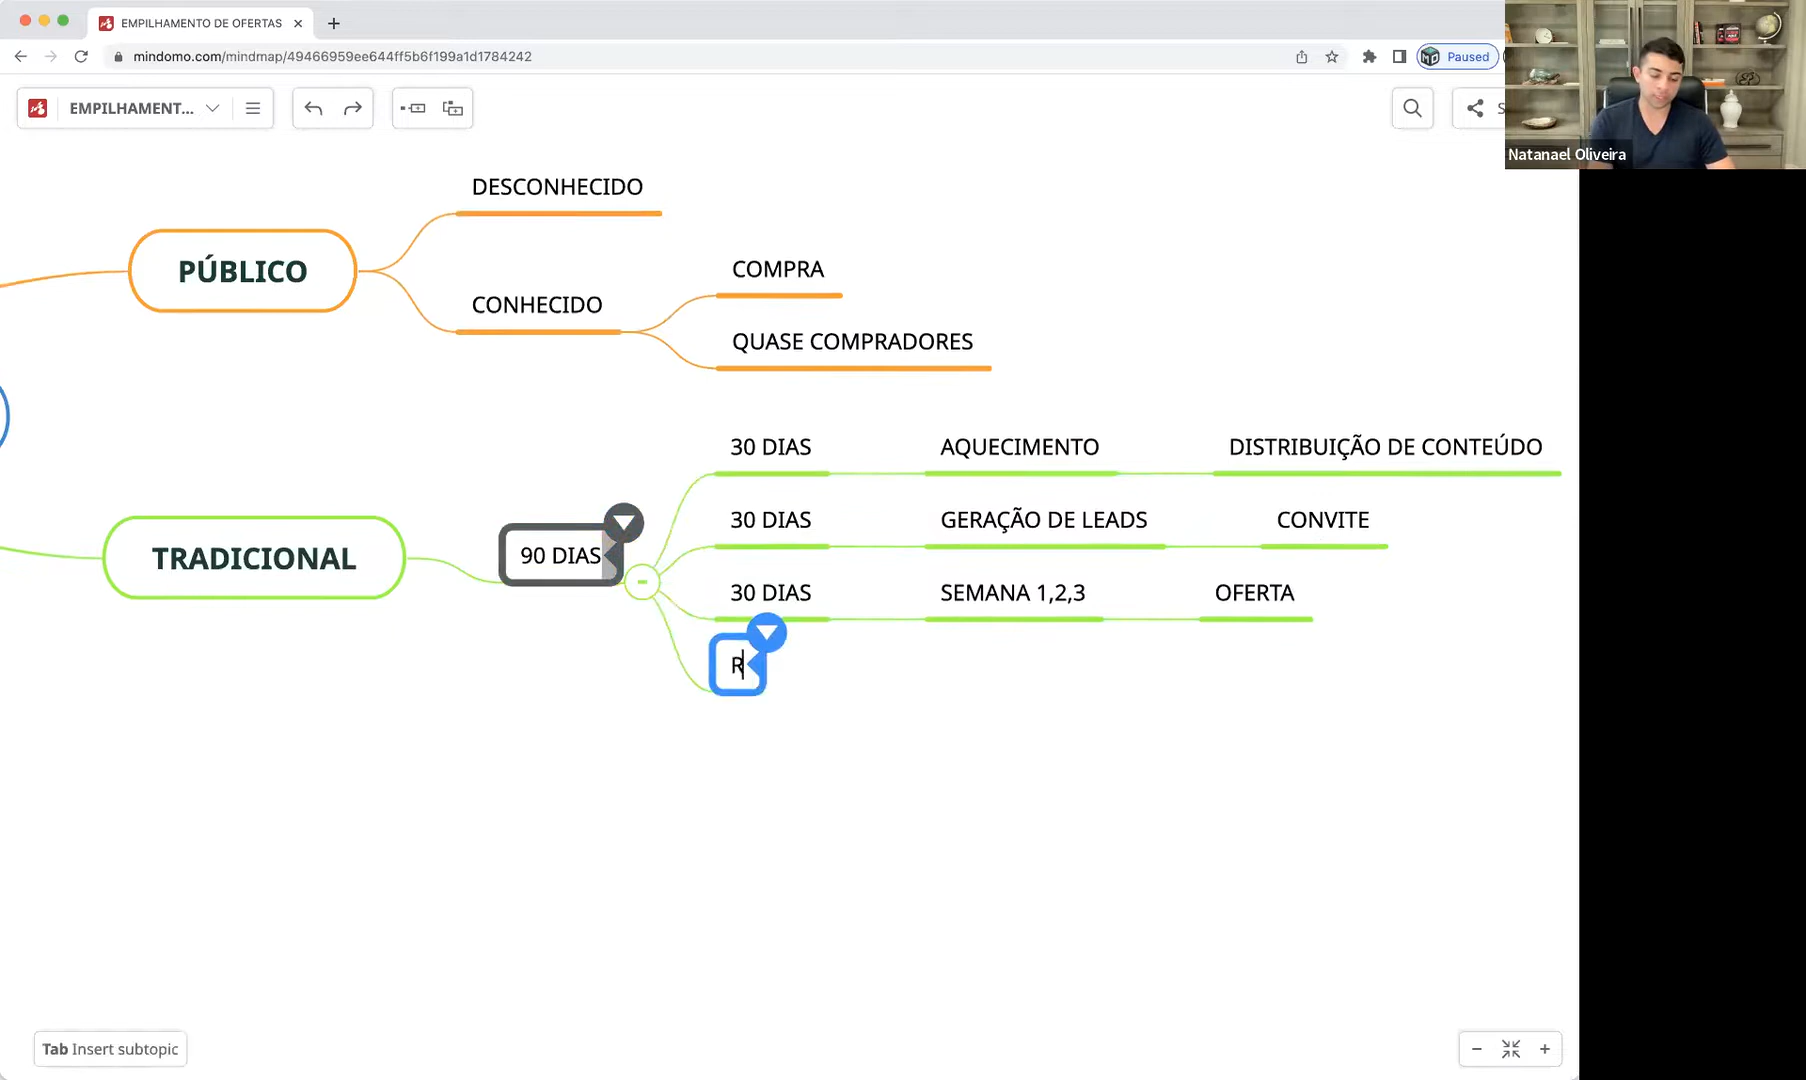 EMPILHAMENTO DE OFERTAS
mindomo.com/mindmap/49466959ee644ff5b6f199a1d1784242
Paused
EMPILHAMENT...
S
Natanael Oliveira
DESCONHECIDO
PÚBLICO
COMPRA
CONHECIDO
QUASE COMPRADORES
30 DIAS AQUECIMENTO DISTRIBUIÇÃO DE CONTEÚDO
30 DIAS GERAÇÃO DE LEADS CONVITE
TRADICIONAL
90 DIAS
30 DIAS SEMANA 1,2,3 OFERTA
R
Tab Insert subtopic